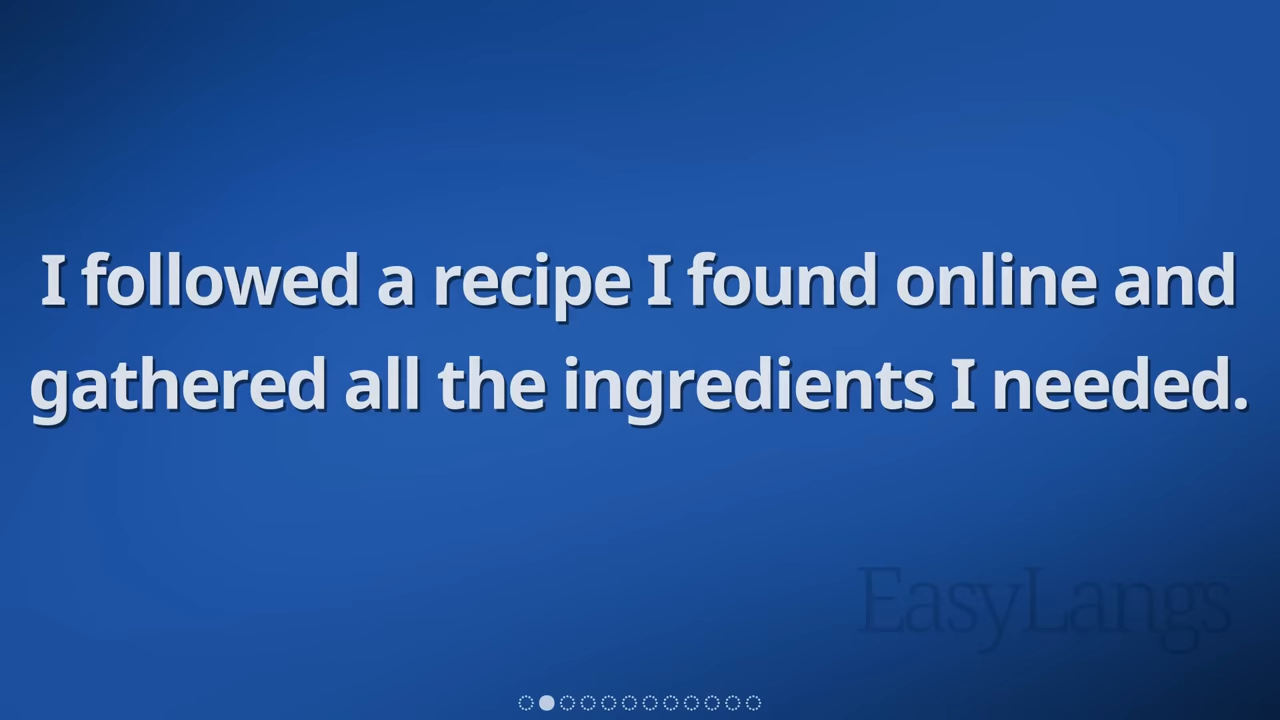 I followed a recipe I found online and
gathered all the ingredients I needed.
EasyLangs